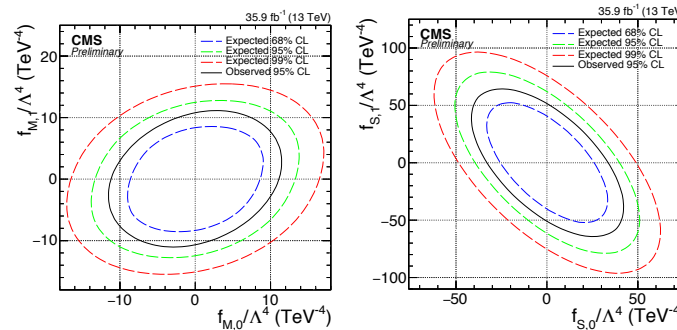 35.9 fb⁻¹ (13 TeV)
CMS
Preliminary
Expected 68% CL
Expected 95% CL
Expected 99% CL
Observed 95% CL
f_M,1/Λ⁴ (TeV⁻⁴)
20
10
0
−10
−10
0
10
f_M,0/Λ⁴ (TeV⁻⁴)
35.9 fb⁻¹ (13 TeV)
CMS
Preliminary
Expected 68% CL
Expected 95% CL
Expected 99% CL
Observed 95% CL
f_S,1/Λ⁴ (TeV⁻⁴)
100
50
0
−50
−100
−50
0
50
f_S,0/Λ⁴ (TeV⁻⁴)